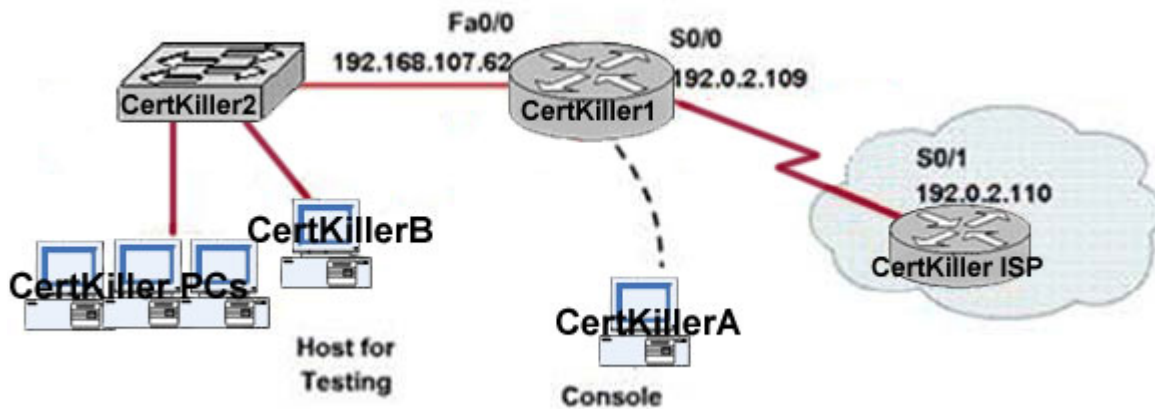 Fa0/0
192.168.107.62
S0/0
192.0.2.109
CertKiller2
CertKiller1
S0/1
192.0.2.110
CertKiller ISP
CertKillerB
CertKiller PCs
CertKillerA
Host for
Testing
Console